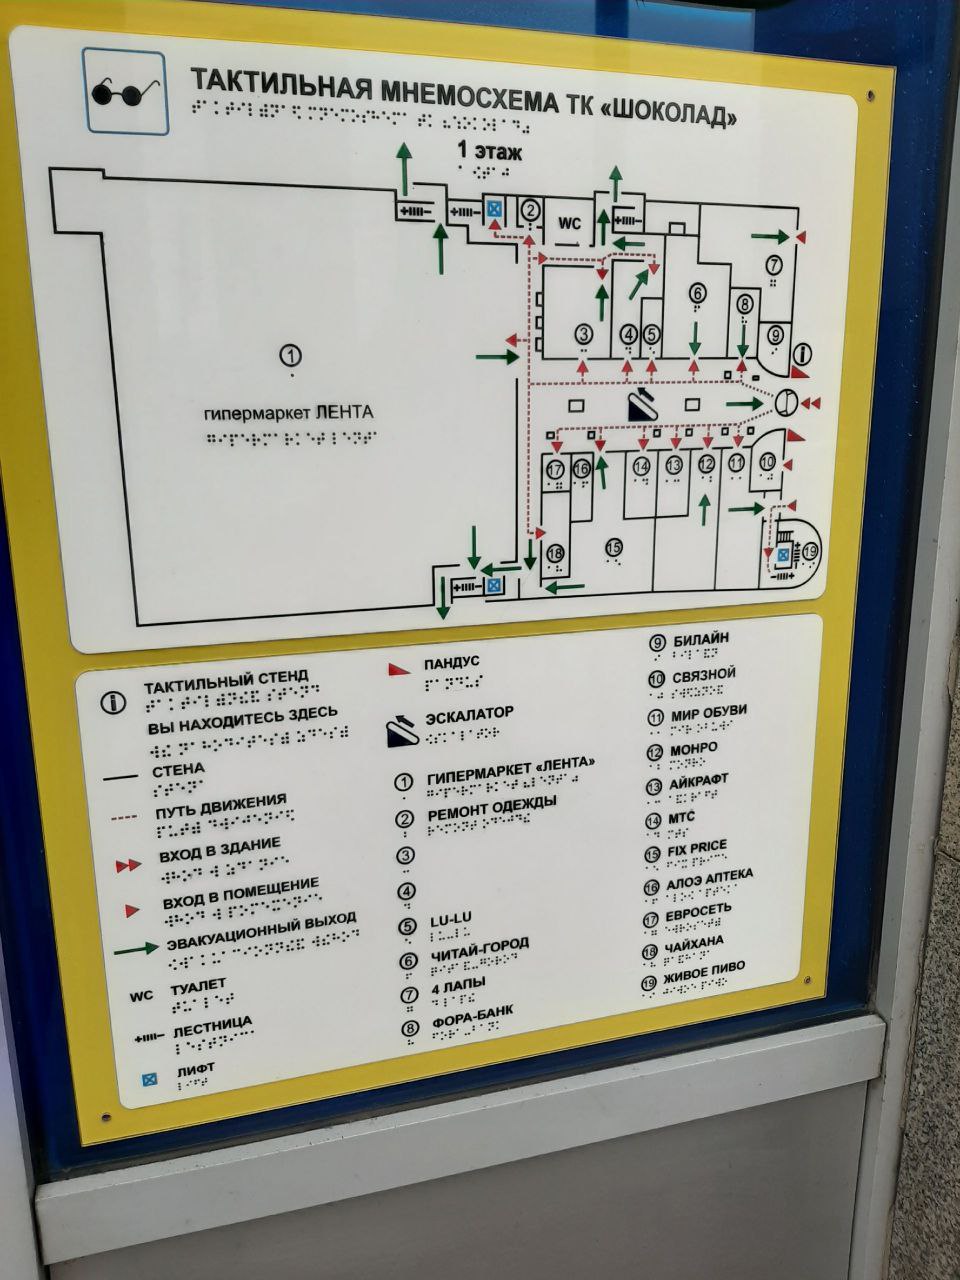 ТАКТИЛЬНАЯ МНЕМОСХЕМА ТК «ШОКОЛАД»
1 этаж
WC
2
7
6
8
3
4
5
9
i
1
гипермаркет ЛЕНТА
17
16
14
13
12
11
10
18
15
19
i
ТАКТИЛЬНЫЙ СТЕНД
ВЫ НАХОДИТЕСЬ ЗДЕСЬ
СТЕНА
ПУТЬ ДВИЖЕНИЯ
ВХОД В ЗДАНИЕ
ВХОД В ПОМЕЩЕНИЕ
ЭВАКУАЦИОННЫЙ ВЫХОД
WC ТУАЛЕТ
ЛЕСТНИЦА
ЛИФТ
ПАНДУС
ЭСКАЛАТОР
1 ГИПЕРМАРКЕТ «ЛЕНТА»
2 РЕМОНТ ОДЕЖДЫ
3
4
5 LU-LU
6 ЧИТАЙ-ГОРОД
7 4 ЛАПЫ
8 ФОРА-БАНК
9 БИЛАЙН
10 СВЯЗНОЙ
11 МИР ОБУВИ
12 МОНРО
13 АЙКРАФТ
14 МТС
15 FIX PRICE
16 АЛОЭ АПТЕКА
17 ЕВРОСЕТЬ
18 ЧАЙХАНА
19 ЖИВОЕ ПИВО